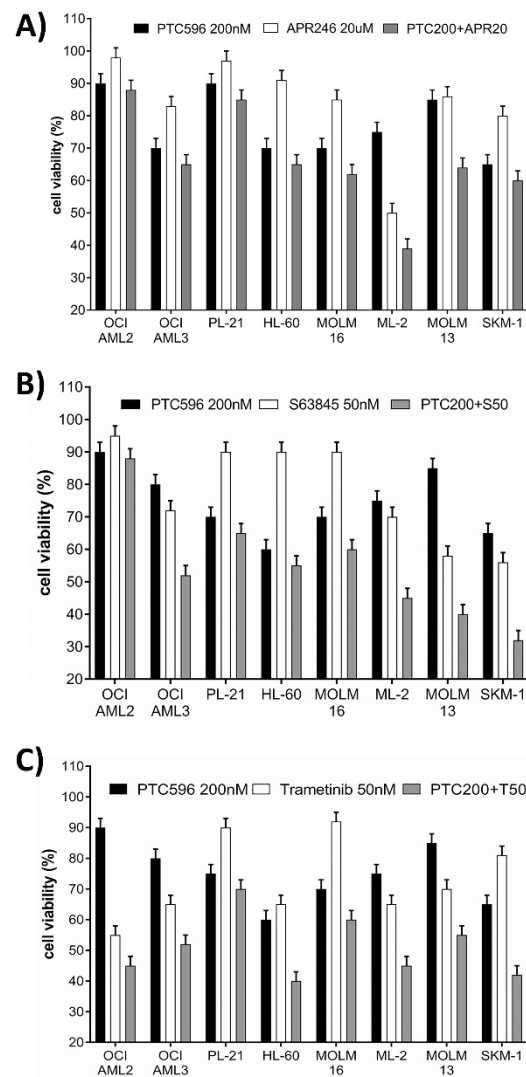 A)
PTC596 200nM APR246 20uM PTC200+APR20
100
90
80
70
60
50
40
30
20
cell viability (%)
OCI AML2 OCI AML3 PL-21 HL-60 MOLM 16 ML-2 MOLM 13 SKM-1
B)
PTC596 200nM S63845 50nM PTC200+S50
110
100
90
80
70
60
50
40
30
20
cell viability (%)
OCI AML2 OCI AML3 PL-21 HL-60 MOLM 16 ML-2 MOLM 13 SKM-1
C)
PTC596 200nM Trametinib 50nM PTC200+T50
110
100
90
80
70
60
50
40
30
20
cell viability (%)
OCI AML2 OCI AML3 PL-21 HL-60 MOLM 16 ML-2 MOLM 13 SKM-1